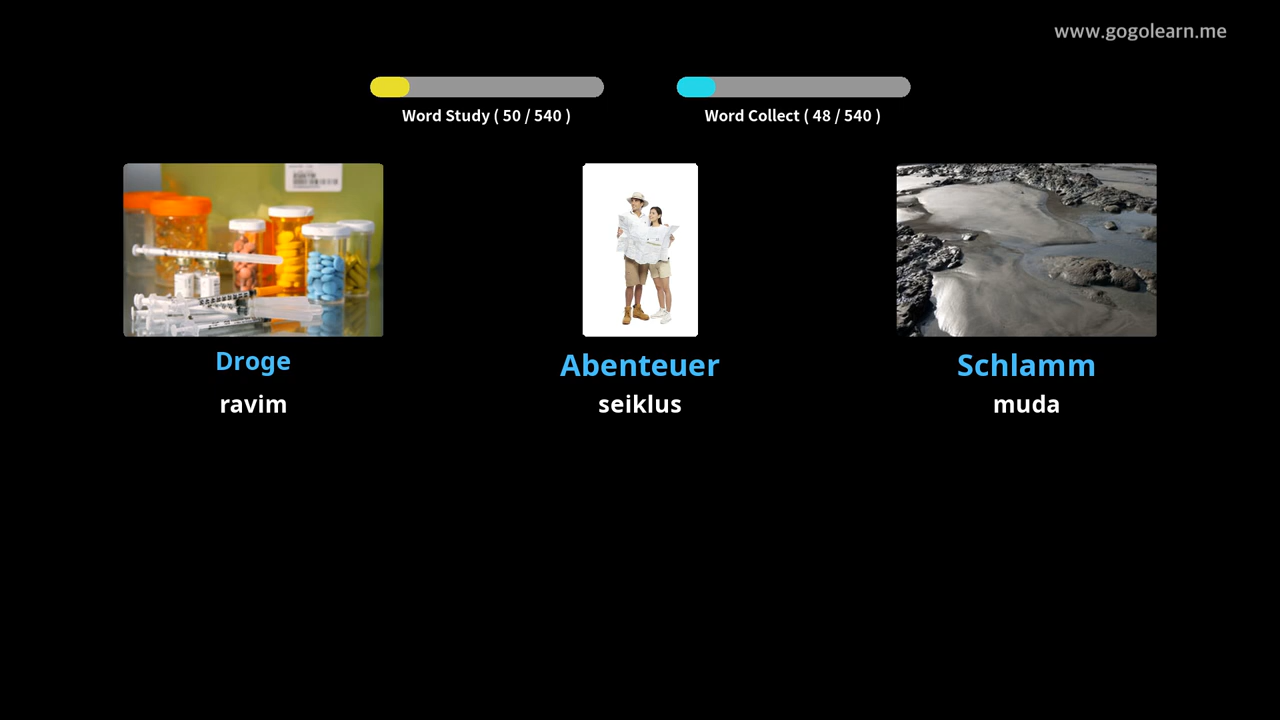 www.gogolearn.me
Word Study ( 50 / 540 )
Word Collect ( 48 / 540 )
Droge
ravim
Abenteuer
seiklus
Schlamm
muda